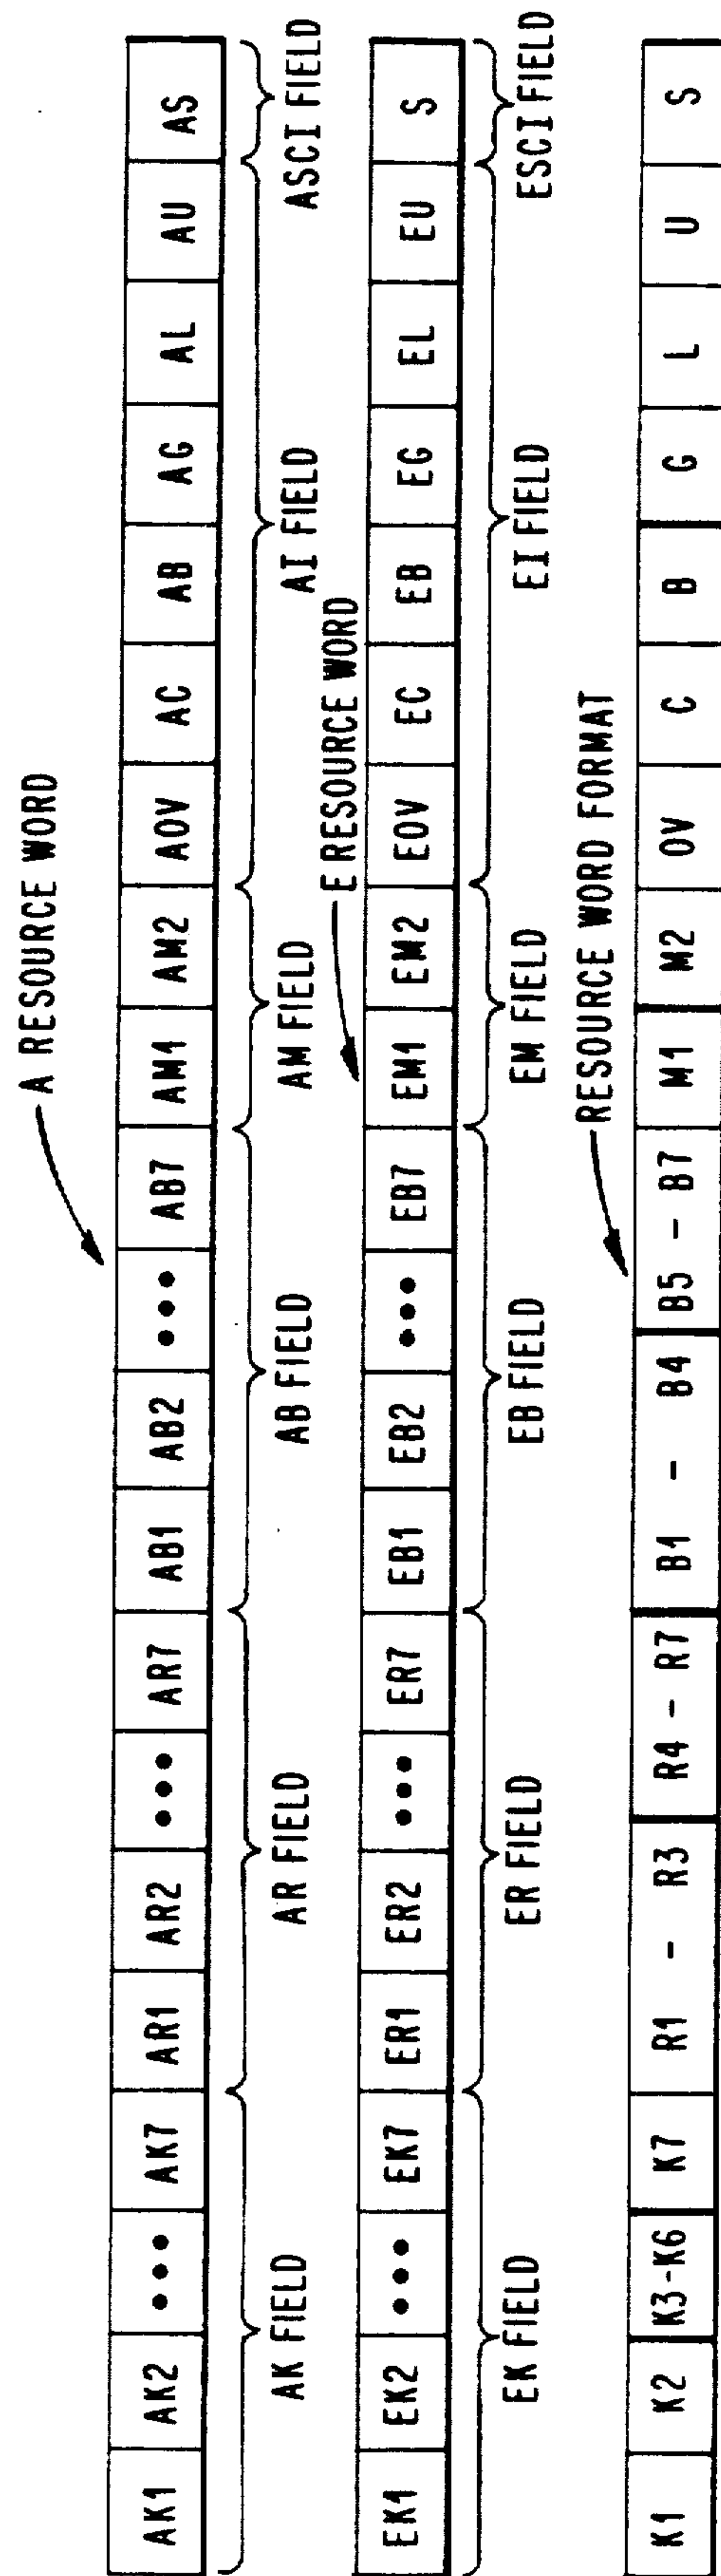 A RESOURCE WORD
AK1 AK2 ••• AK7 AR1 AR2 ••• AR7 AB1 AB2 ••• AB7 AM1 AM2 AOV AC AB AG AL AU AS
AK FIELD AR FIELD AB FIELD AM FIELD AI FIELD ASCI FIELD
E RESOURCE WORD
EK1 EK2 ••• EK7 ER1 ER2 ••• ER7 EB1 EB2 ••• EB7 EM1 EM2 EOV EC EB EG EL EU S
EK FIELD ER FIELD EB FIELD EM FIELD EI FIELD ESCI FIELD
RESOURCE WORD FORMAT
K1 K2 K3-K6 K7 R1 - R3 R4 - R7 B1 - B4 B5 - B7 M1 M2 OV C B G L U S